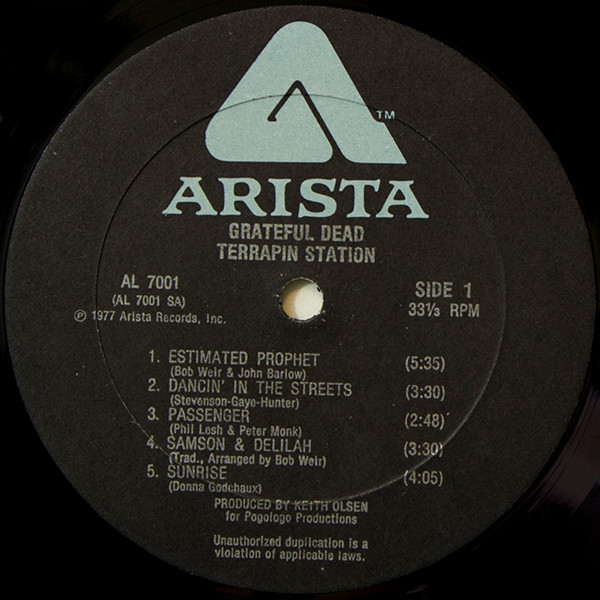 TM
ARISTA
GRATEFUL DEAD
TERRAPIN STATION
AL 7001
(AL 7001 SA)
℗ 1977 Arista Records, Inc.
SIDE 1
33⅓ RPM
1. ESTIMATED PROPHET (5:35)
(Bob Weir & John Barlow)
2. DANCIN' IN THE STREETS (3:30)
(Stevenson-Gaye-Hunter)
3. PASSENGER (2:48)
(Phil Lesh & Peter Monk)
4. SAMSON & DELILAH (3:30)
(Trad., Arranged by Bob Weir)
5. SUNRISE (4:05)
(Donna Godchaux)
PRODUCED BY KEITH OLSEN
for Pogologo Productions
Unauthorized duplication is a
violation of applicable laws.